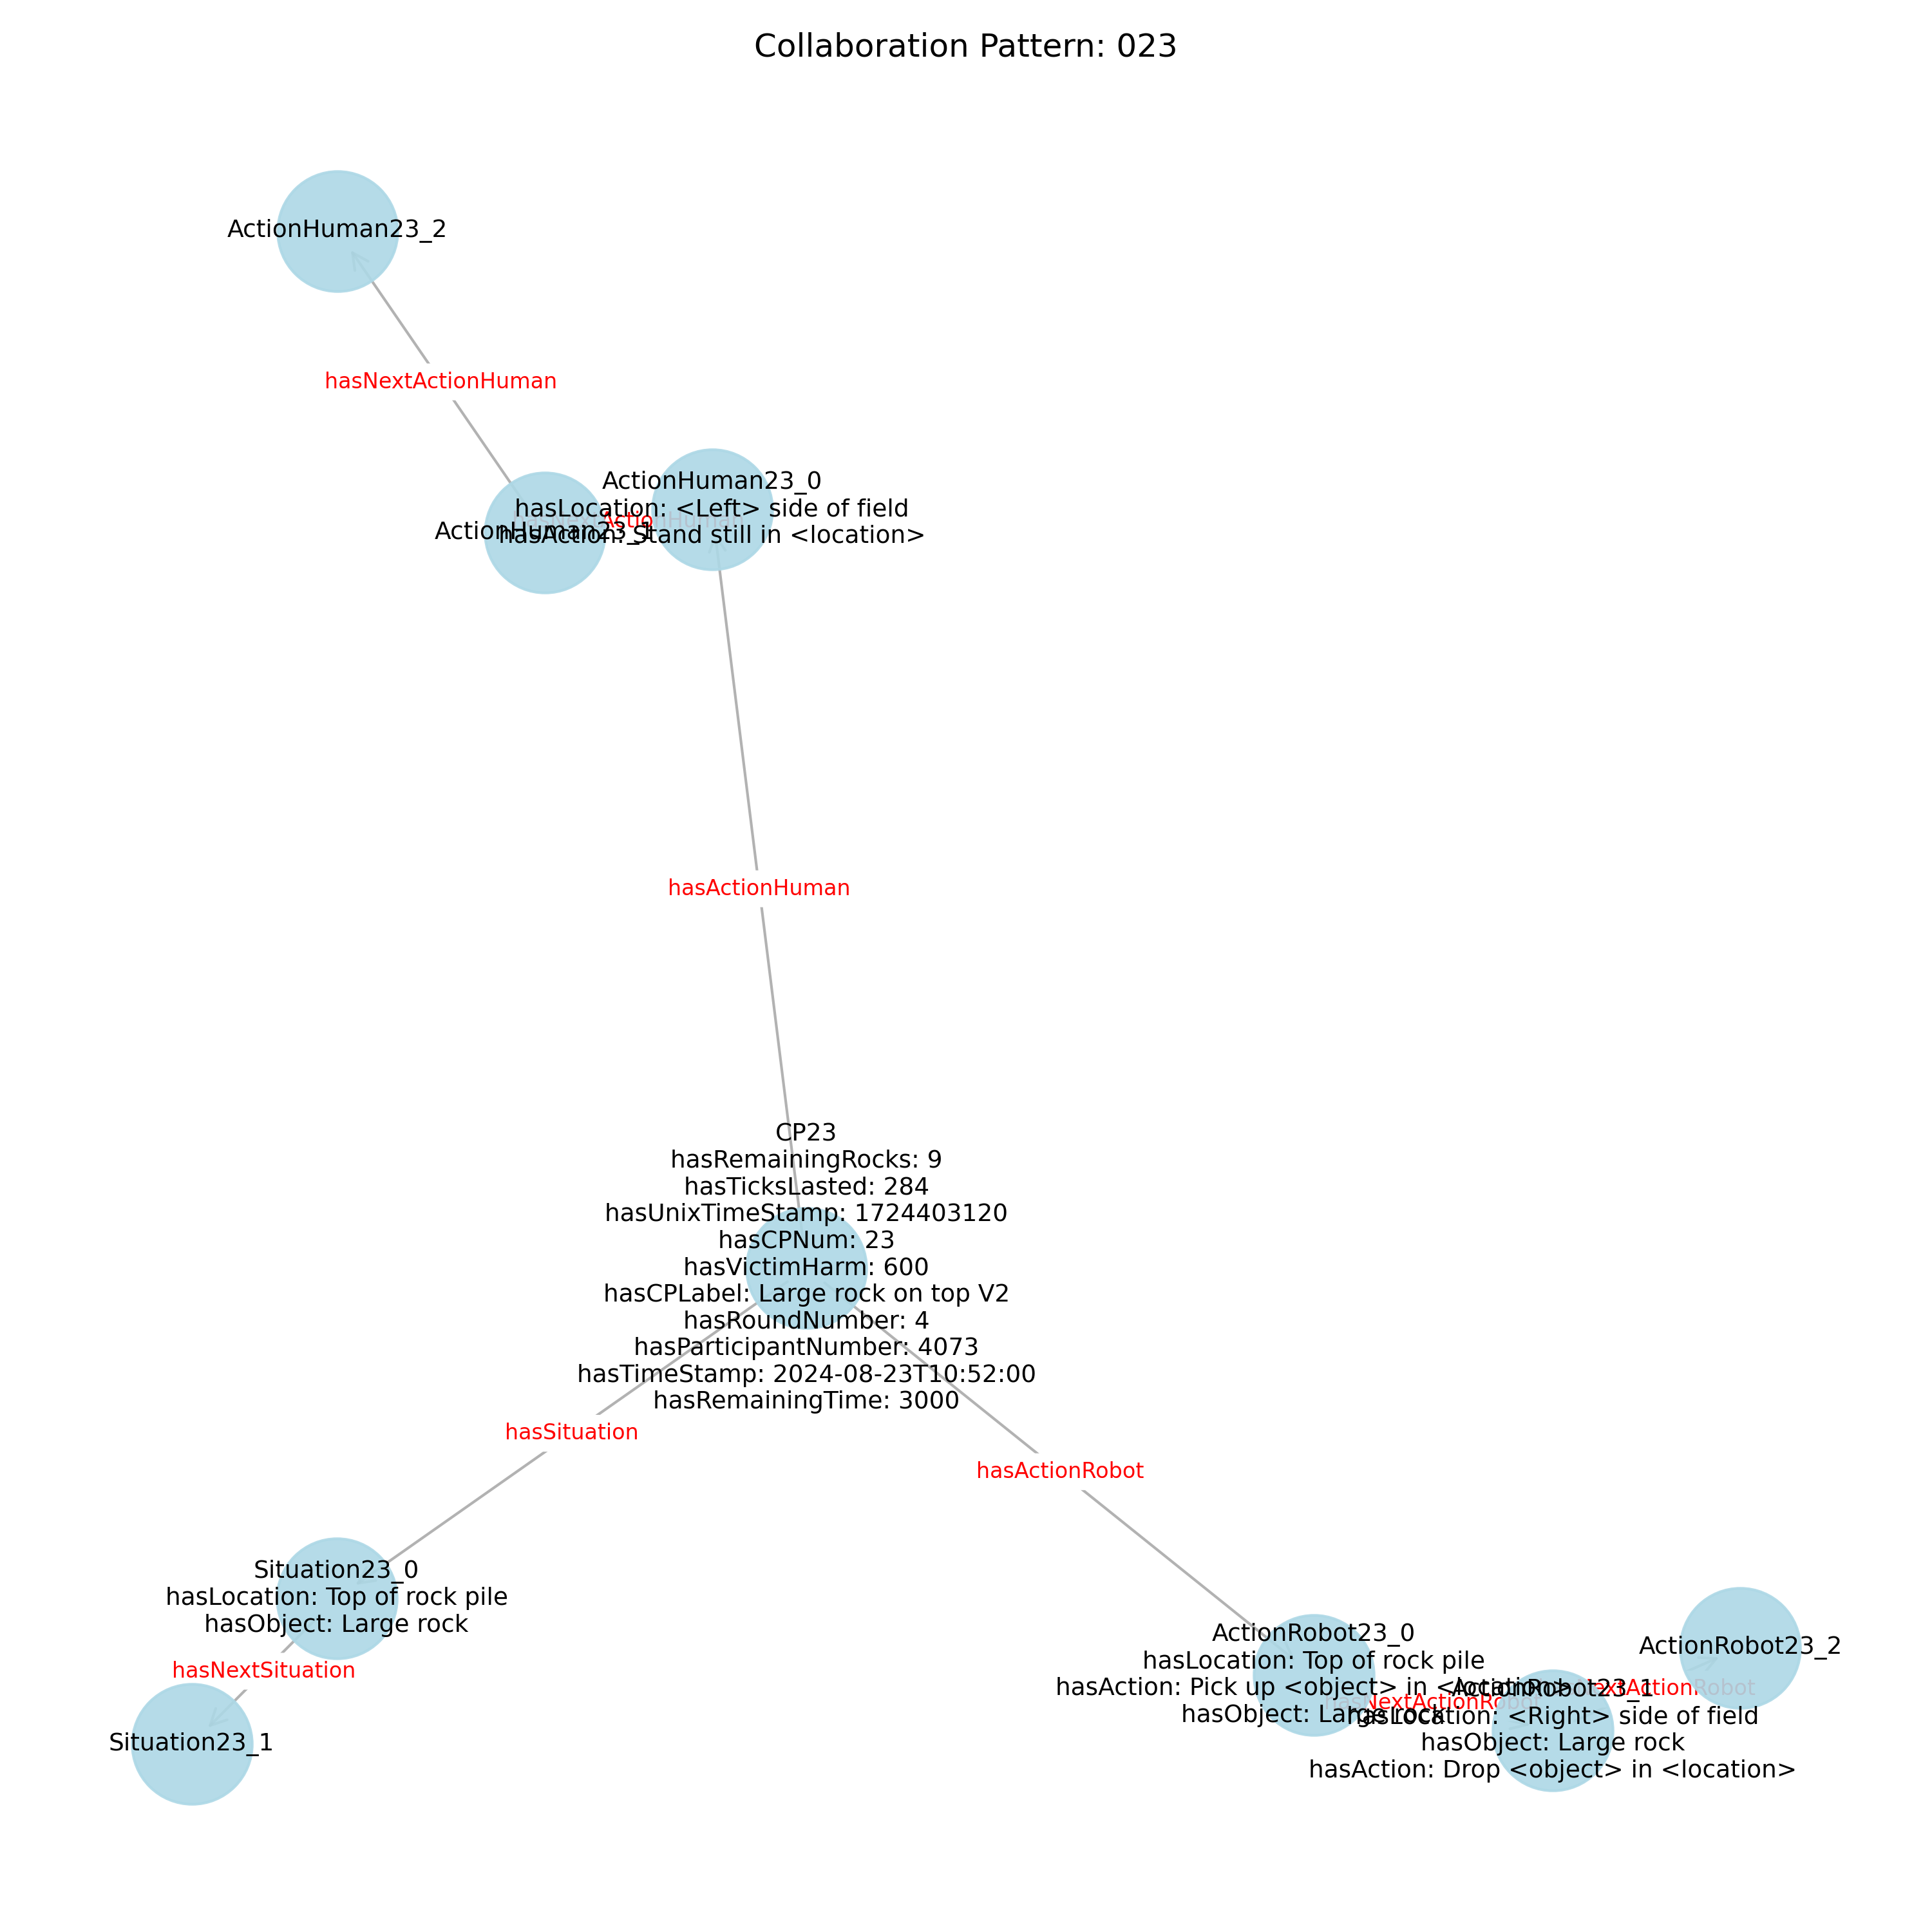 Collaboration Pattern: 023
ActionHuman23_2
hasNextActionHuman
ActionHuman23_0
hasLocation: <Left> side of field
hasNextActionHuman
ActionHuman23_1
hasAction: Stand still in <location>
hasActionHuman
CP23
hasRemainingRocks: 9
hasTicksLasted: 284
hasUnixTimeStamp: 1724403120
hasCPNum: 23
hasVictimHarm: 600
hasCPLabel: Large rock on top V2
hasRoundNumber: 4
hasParticipantNumber: 4073
hasTimeStamp: 2024-08-23T10:52:00
hasRemainingTime: 3000
hasSituation
hasActionRobot
Situation23_0
hasLocation: Top of rock pile
hasObject: Large rock
hasNextSituation
Situation23_1
ActionRobot23_0
hasLocation: Top of rock pile
hasAction: Pick up <object> in <location>
hasObject: Large rock
hasNextActionRobot
ActionRobot23_1
hasLocation: <Right> side of field
hasObject: Large rock
hasAction: Drop <object> in <location>
hasNextActionRobot
ActionRobot23_2